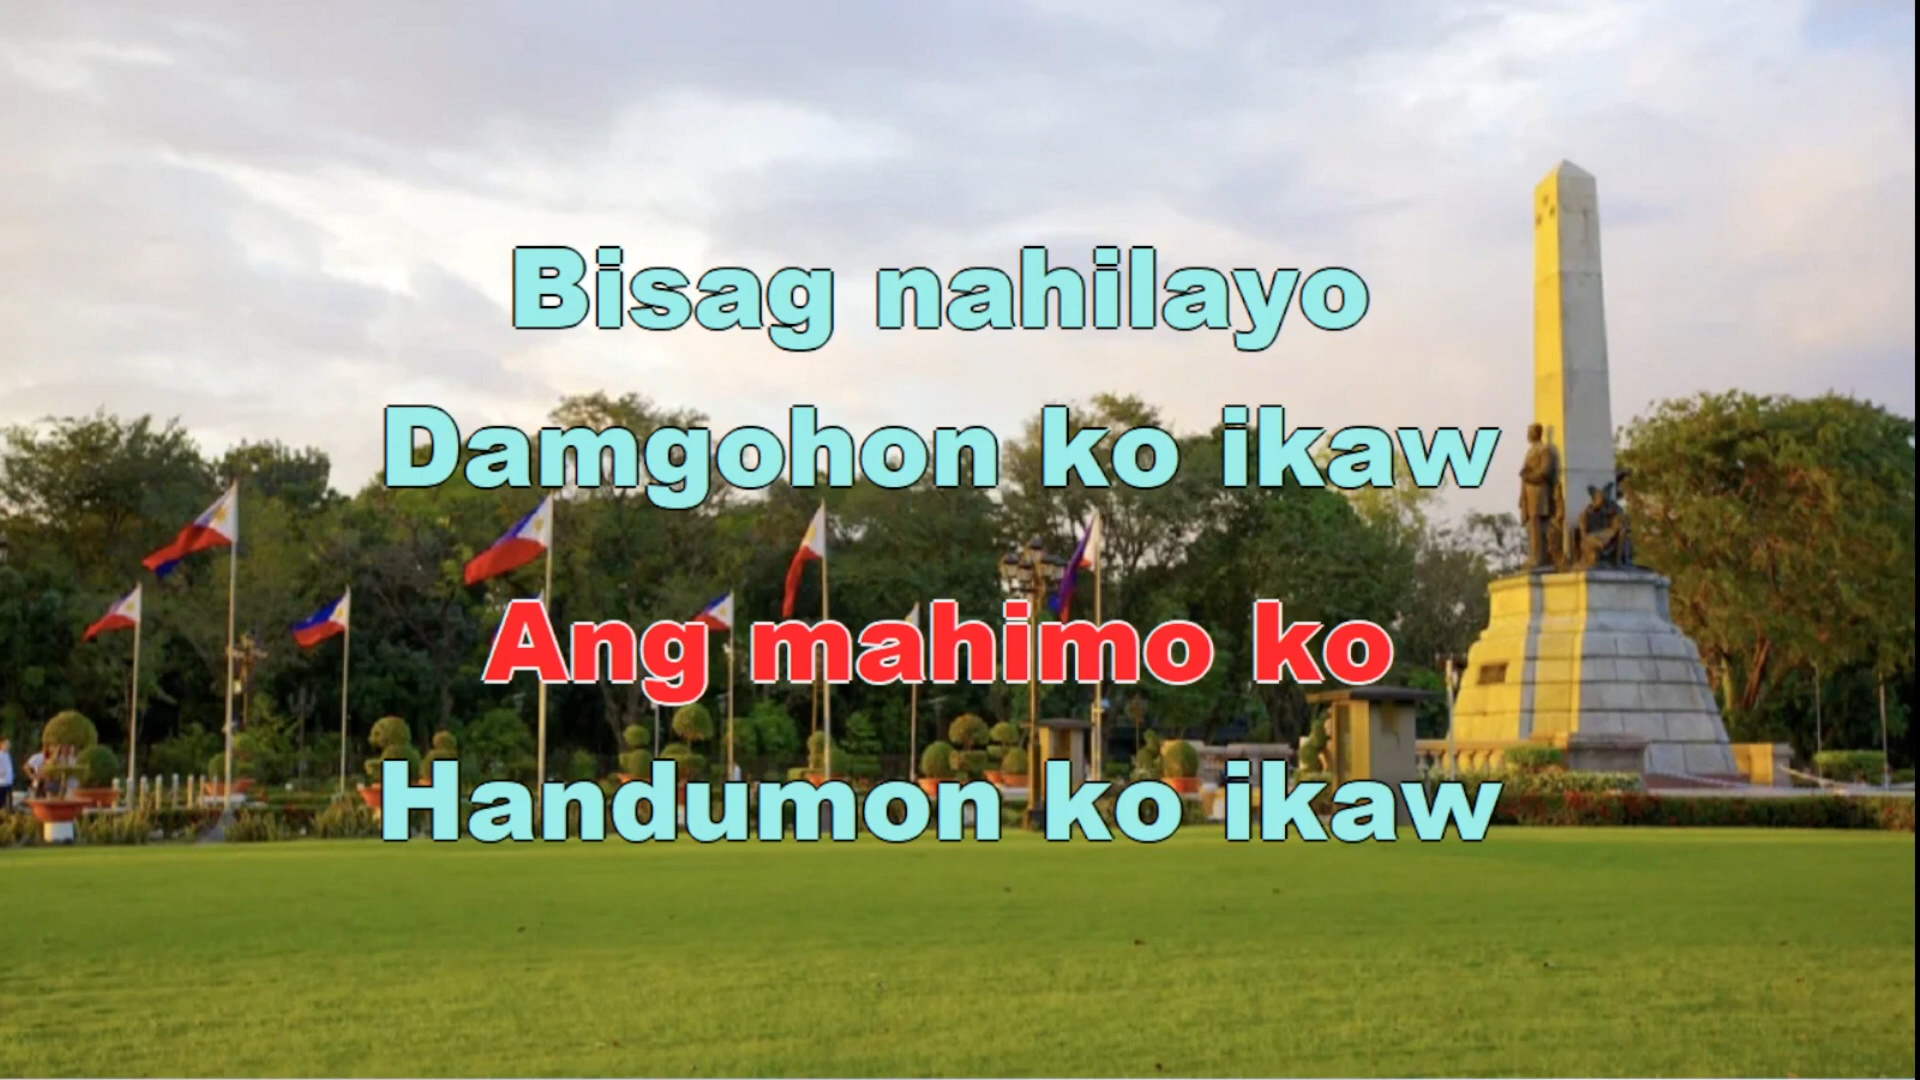 Bisag nahilayo
Damgohon ko ikaw
Ang mahimo ko
Handumon ko ikaw